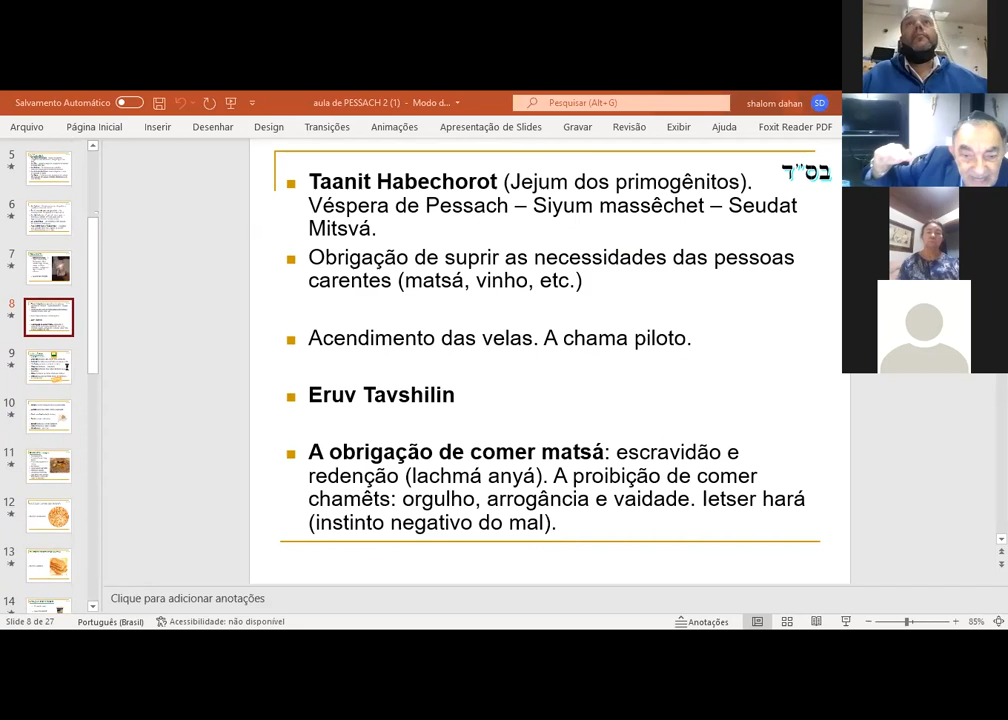 Salvamento Automático
aula de PESSACH 2 (1) - Modo d...
Pesquisar (Alt+G)
shalom dahan
SD
Arquivo Página Inicial Inserir Desenhar Design Transições Animações Apresentação de Slides Gravar Revisão Exibir Ajuda Foxit Reader PDF
בס"ד
■ Taanit Habechorot (Jejum dos primogênitos).
Véspera de Pessach – Siyum massêchet – Seudat
Mitsvá.
■ Obrigação de suprir as necessidades das pessoas
carentes (matsá, vinho, etc.)
■ Acendimento das velas. A chama piloto.
■ Eruv Tavshilin
■ A obrigação de comer matsá: escravidão e
redenção (lachmá anyá). A proibição de comer
chamêts: orgulho, arrogância e vaidade. Ietser hará
(instinto negativo do mal).
5
6
7
8
9
10
11
12
13
14
Clique para adicionar anotações
Slide 8 de 27 Português (Brasil) Acessibilidade: não disponível Anotações 85%